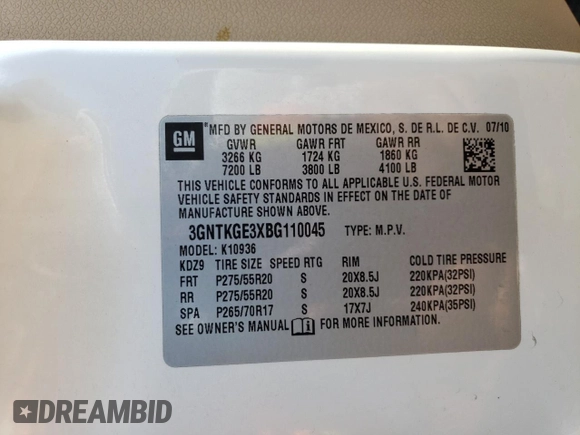 GM
MFD BY GENERAL MOTORS DE MEXICO, S. DE R.L. DE C.V. 07/10
GVWR GAWR FRT GAWR RR
3266 KG 1724 KG 1860 KG
7200 LB 3800 LB 4100 LB
THIS VEHICLE CONFORMS TO ALL APPLICABLE U.S. FEDERAL MOTOR
VEHICLE SAFETY STANDARDS IN EFFECT ON THE DATE OF
MANUFACTURE SHOWN ABOVE.
3GNTKGE3XBG110045 TYPE: M.P.V.
MODEL: K10936
KDZ9 TIRE SIZE SPEED RTG RIM COLD TIRE PRESSURE
FRT P275/55R20 S 20X8.5J 220KPA(32PSI)
RR P275/55R20 S 20X8.5J 220KPA(32PSI)
SPA P265/70R17 S 17X7J 240KPA(35PSI)
SEE OWNER'S MANUAL FOR MORE INFORMATION.
DREAMBID